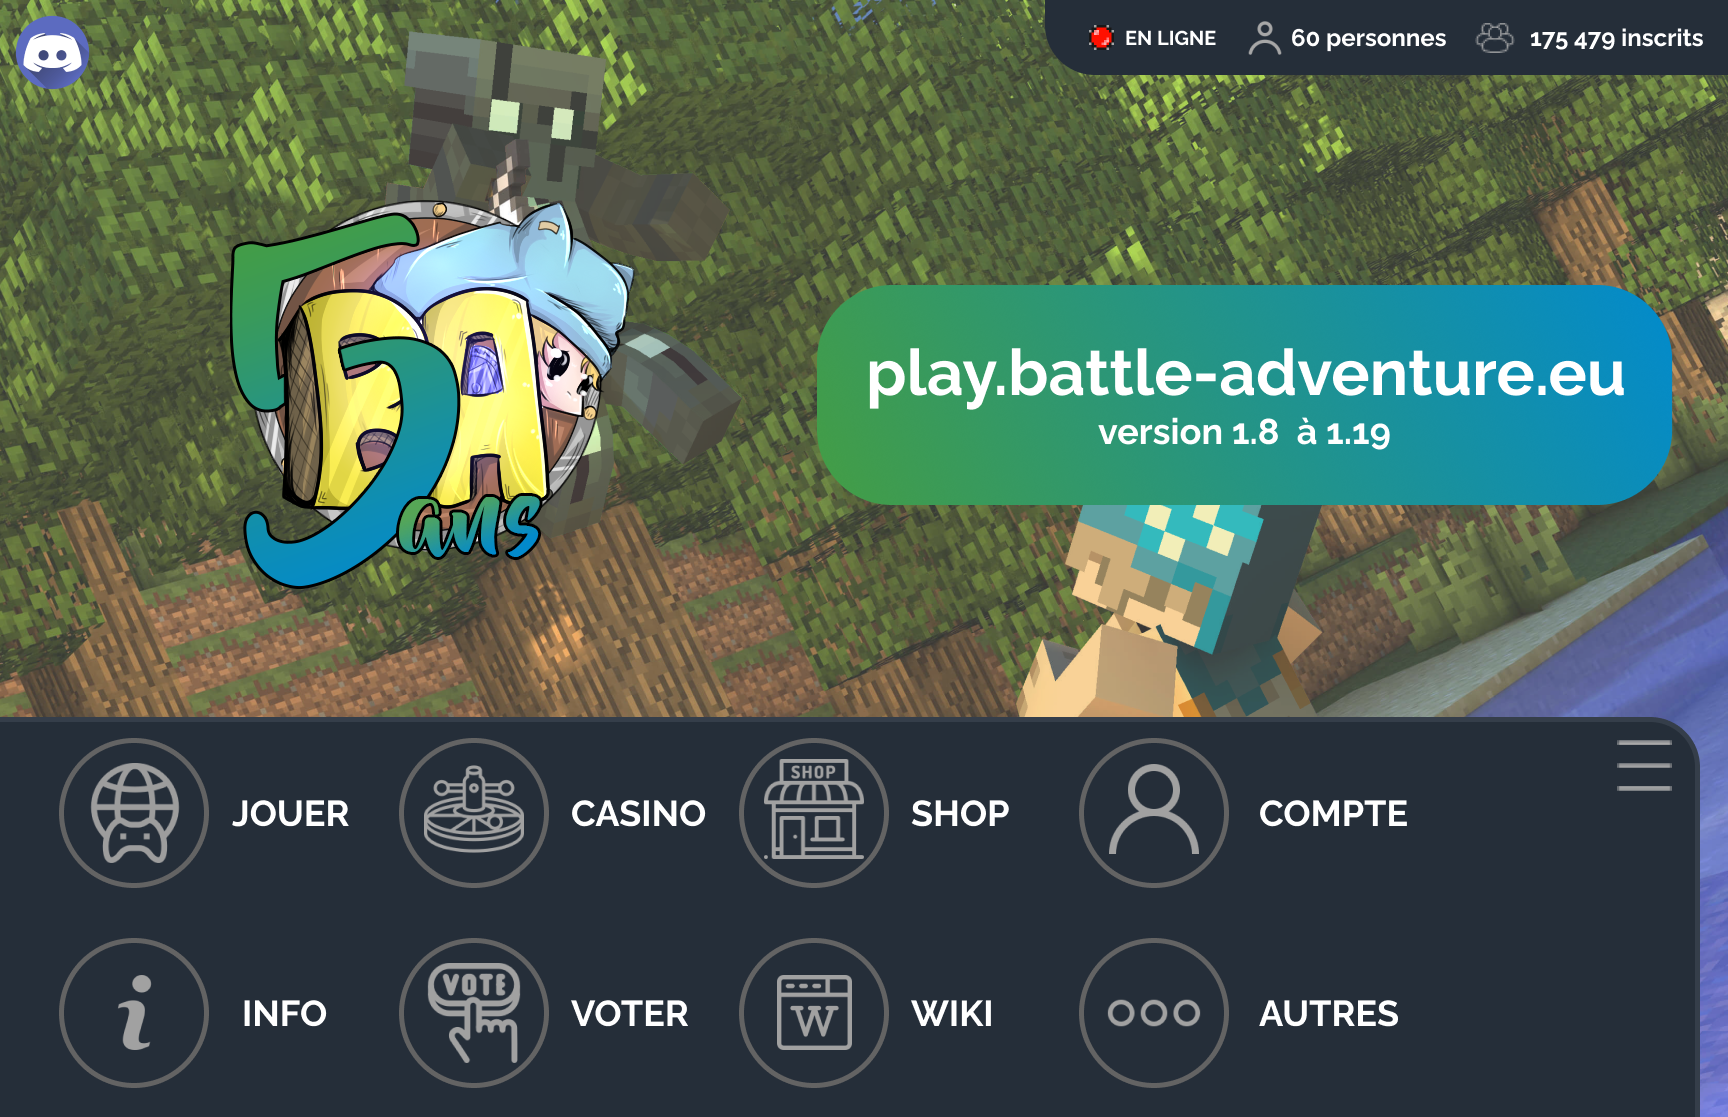 EN LIGNE
60 personnes
175 479 inscrits
5
BA
ans
play.battle-adventure.eu
version 1.8 à 1.19
JOUER
CASINO
SHOP
SHOP
COMPTE
INFO
VOTE
VOTER
W
WIKI
AUTRES